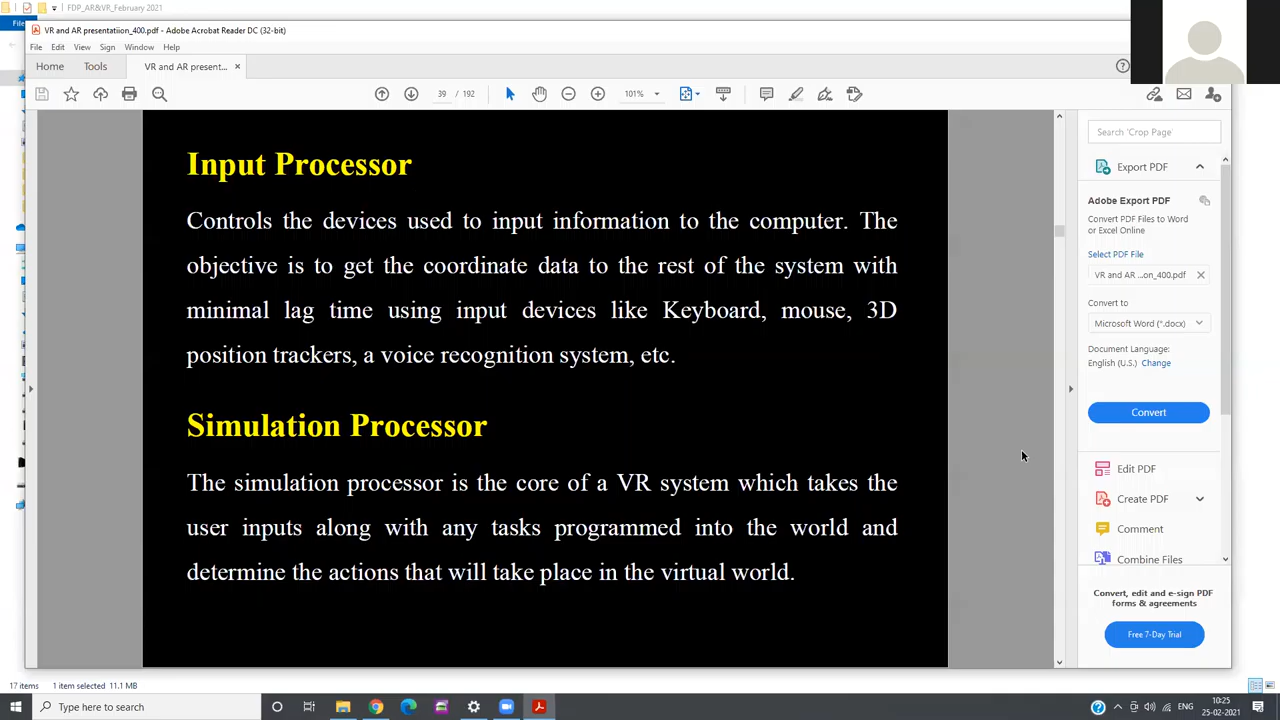 FDP_AR&VR_February 2021
File
VR and AR presentatiion_400.pdf - Adobe Acrobat Reader DC (32-bit)
File Edit View Sign Window Help
Home Tools VR and AR present... ×
39 / 192 101%
Input Processor
Controls the devices used to input information to the computer. The
objective is to get the coordinate data to the rest of the system with
minimal lag time using input devices like Keyboard, mouse, 3D
position trackers, a voice recognition system, etc.
Simulation Processor
The simulation processor is the core of a VR system which takes the
user inputs along with any tasks programmed into the world and
determine the actions that will take place in the virtual world.
Search 'Crop Page'
Export PDF
Adobe Export PDF
Convert PDF Files to Word
or Excel Online
Select PDF File
VR and AR ...on_400.pdf
Convert to
Microsoft Word (*.docx)
Document Language:
English (U.S.) Change
Convert
Edit PDF
Create PDF
Comment
Combine Files
Convert, edit and e-sign PDF
forms & agreements
Free 7-Day Trial
17 items 1 item selected 11.1 MB
Type here to search
ENG
10:25
25-02-2021